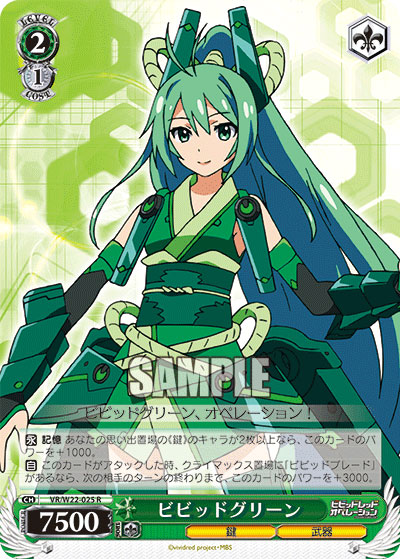 LEVEL
2
1
COST
SAMPLE
ビビッドグリーン、オペレーション！
永 記憶 あなたの思い出置場の《鍵》のキャラが2枚以上なら、このカードのパワ
ーを+1000。
自 このカードがアタックした時、クライマックス置場に「ビビッドブレード」が
あるなら、次の相手のターンの終わりまで、このカードのパワーを+3000。
CH
VR/W22-025 R
7500
ビビッドグリーン
ビビッドレッド
オペレーション
鍵
武器
©vividred project・MBS